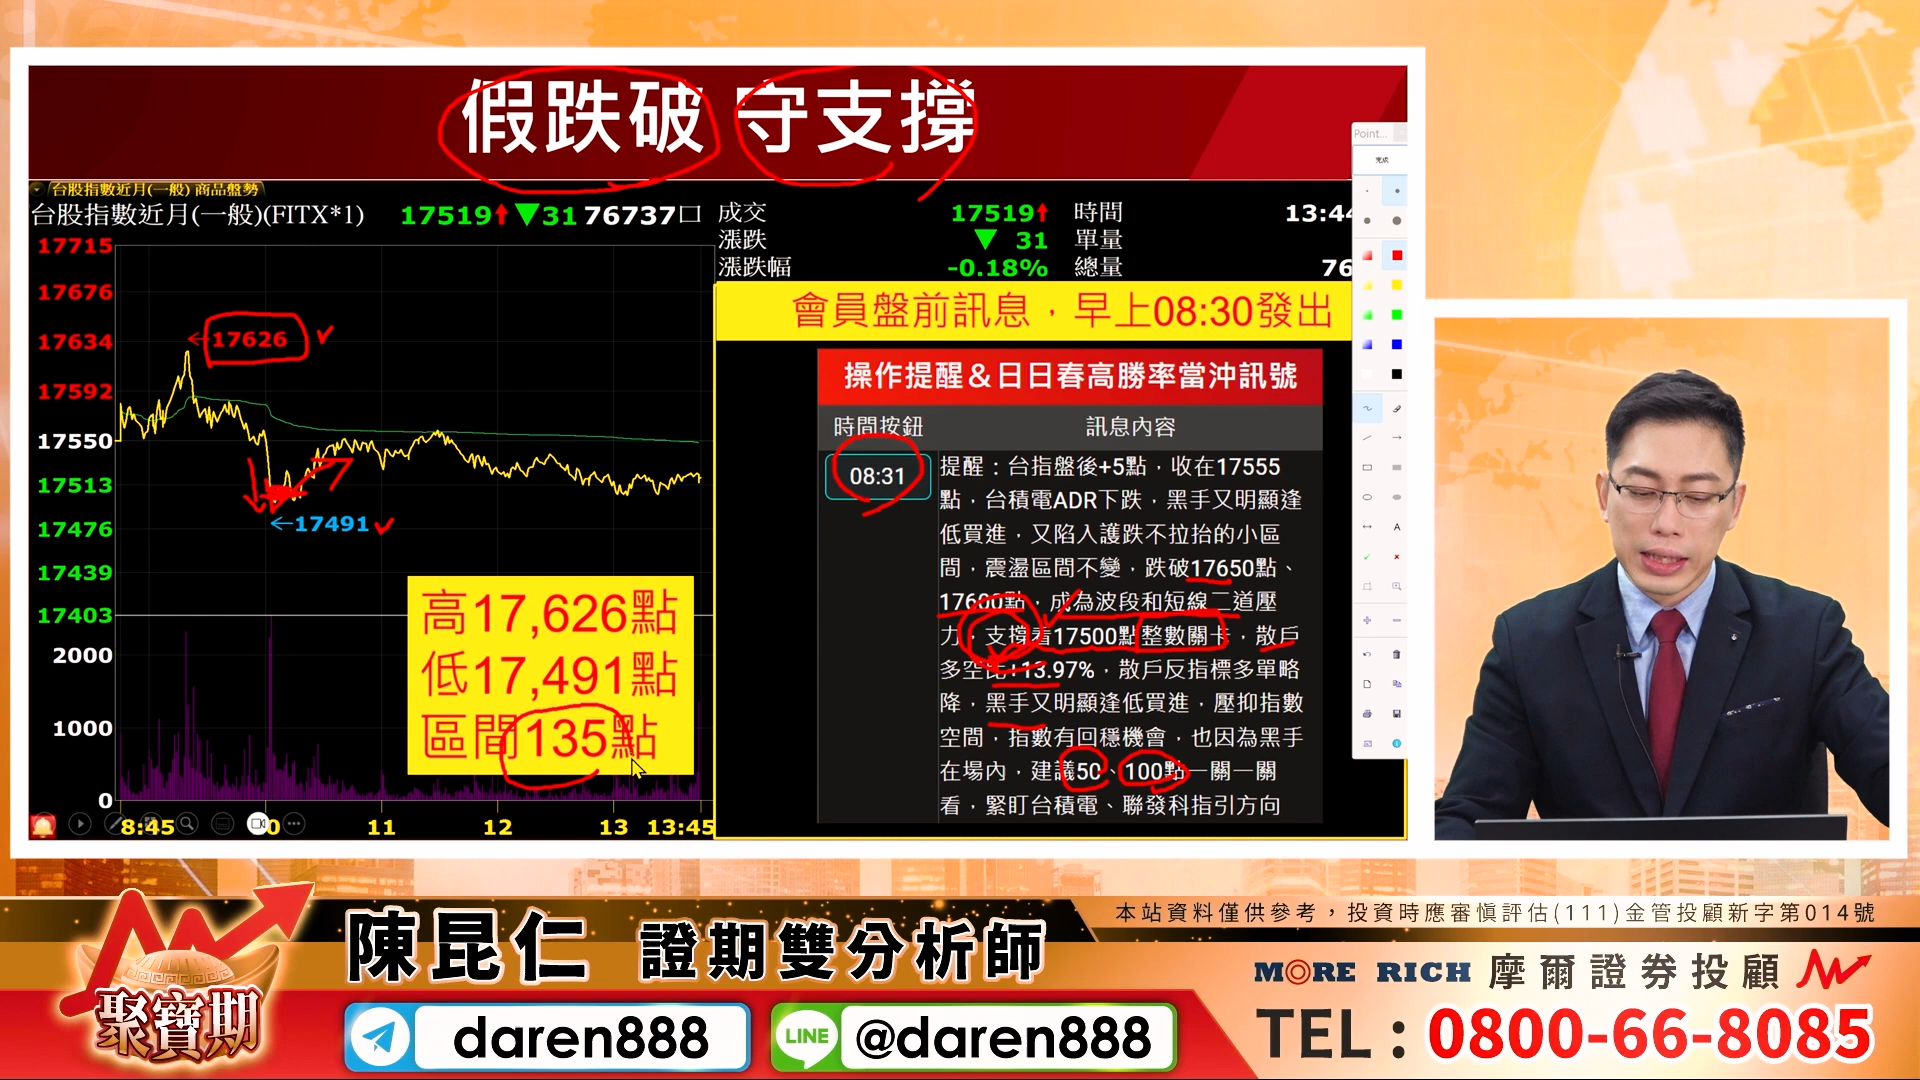 假跌破 守支撐
台股指數近月(一般) 商品盤勢
台股指數近月(一般)(FITX*1) 17519↑ ▼31 76737口
成交 17519↑ 時間 13:44
漲跌 ▼ 31 單量
漲跌幅 -0.18% 總量 76
Point...
完成
17715
17676
17634
17592
17550
17513
17476
17439
17403
2000
1000
0
←17626
←17491
8:45
11
12
13
13:45
高17,626點
低17,491點
區間135點
會員盤前訊息，早上08:30發出
操作提醒＆日日春高勝率當沖訊號
時間按鈕 訊息內容
08:31
提醒：台指盤後+5點，收在17555
點，台積電ADR下跌，黑手又明顯逢
低買進，又陷入護跌不拉抬的小區
間，震盪區間不變，跌破17650點、
17600點，成為波段和短線二道壓
力，支撐看17500點整數關卡，散戶
多空比+13.97%，散戶反指標多單略
降，黑手又明顯逢低買進，壓抑指數
空間，指數有回穩機會，也因為黑手
在場內，建議50、100點一關一關
看，緊盯台積電、聯發科指引方向
聚寶期
陳昆仁 證期雙分析師
daren888
LINE @daren888
本站資料僅供參考，投資時應審慎評估(111)金管投顧新字第014號
MORE RICH 摩爾證券投顧
TEL：0800-66-8085